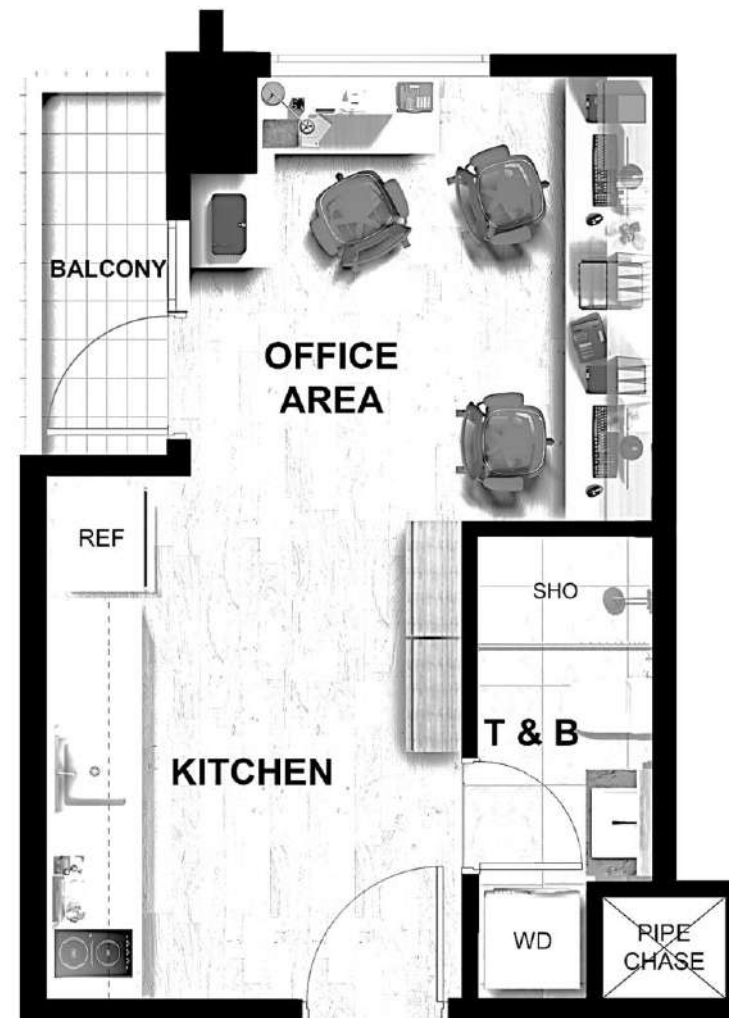 BALCONY
OFFICE
AREA
REF
SHO
T & B
KITCHEN
WD
PIPE
CHASE